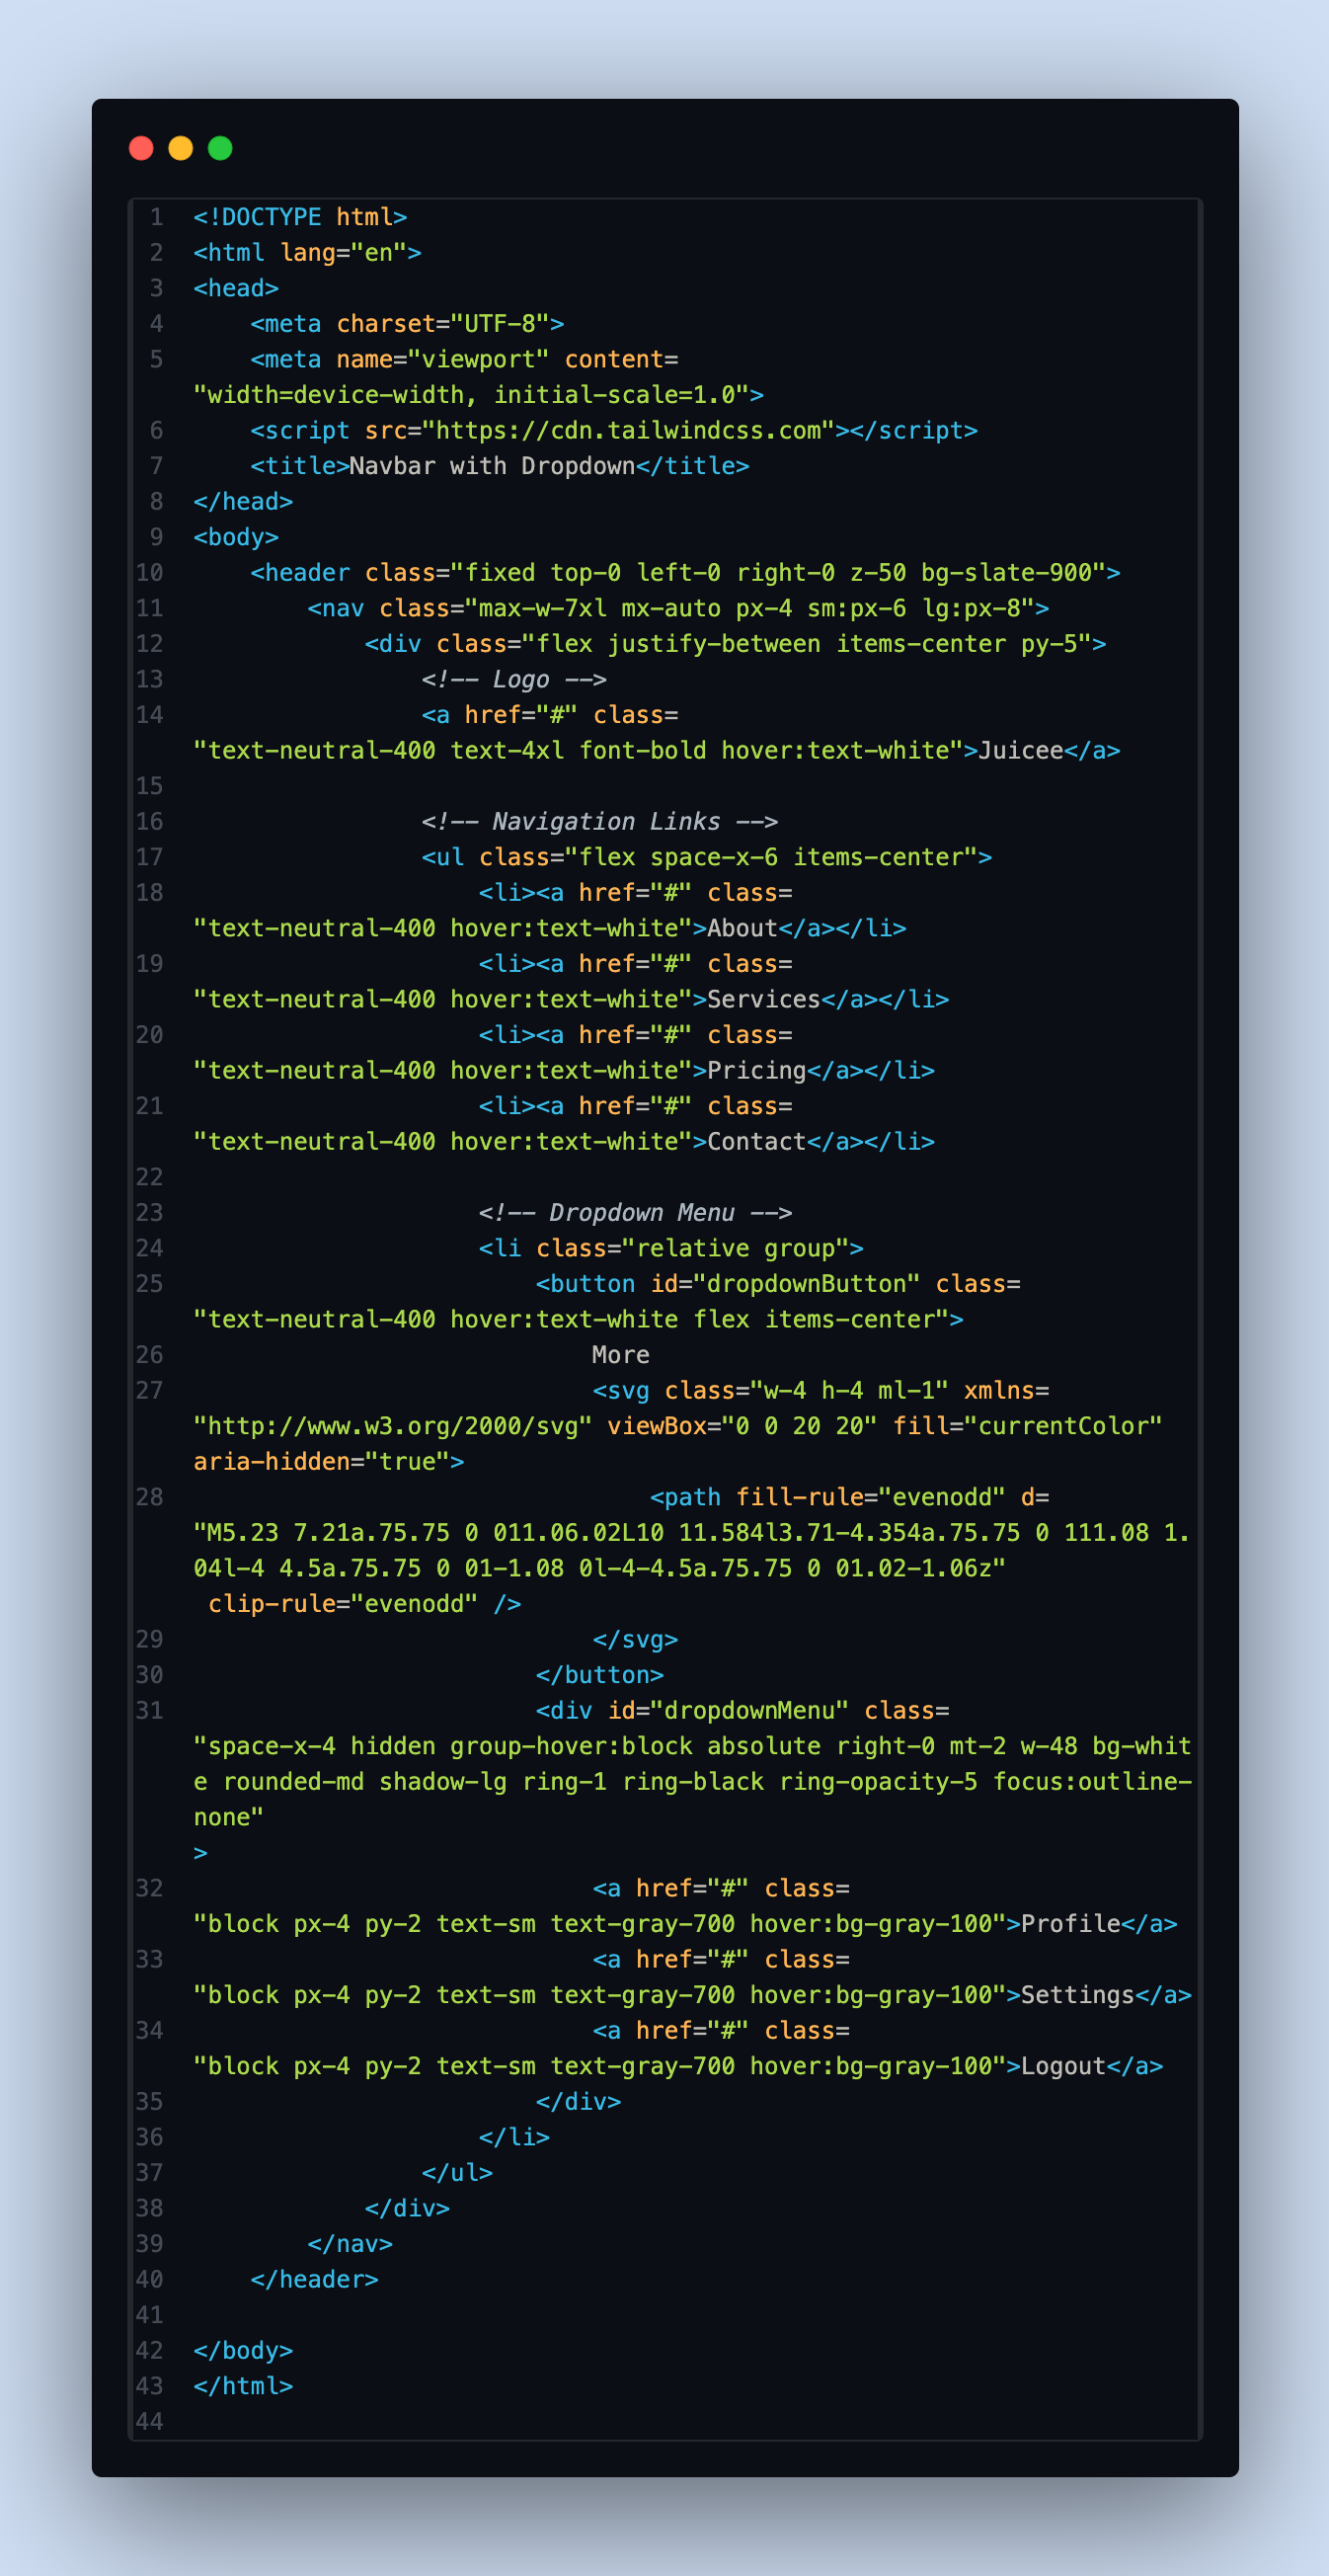 1 <!DOCTYPE html>
2 <html lang="en">
3 <head>
4     <meta charset="UTF-8">
5     <meta name="viewport" content=
"width=device-width, initial-scale=1.0">
6     <script src="https://cdn.tailwindcss.com"></script>
7     <title>Navbar with Dropdown</title>
8 </head>
9 <body>
10     <header class="fixed top-0 left-0 right-0 z-50 bg-slate-900">
11         <nav class="max-w-7xl mx-auto px-4 sm:px-6 lg:px-8">
12             <div class="flex justify-between items-center py-5">
13                 <!-- Logo -->
14                 <a href="#" class=
"text-neutral-400 text-4xl font-bold hover:text-white">Juicee</a>
15
16                 <!-- Navigation Links -->
17                 <ul class="flex space-x-6 items-center">
18                     <li><a href="#" class=
"text-neutral-400 hover:text-white">About</a></li>
19                     <li><a href="#" class=
"text-neutral-400 hover:text-white">Services</a></li>
20                     <li><a href="#" class=
"text-neutral-400 hover:text-white">Pricing</a></li>
21                     <li><a href="#" class=
"text-neutral-400 hover:text-white">Contact</a></li>
22
23                     <!-- Dropdown Menu -->
24                     <li class="relative group">
25                         <button id="dropdownButton" class=
"text-neutral-400 hover:text-white flex items-center">
26                             More
27                             <svg class="w-4 h-4 ml-1" xmlns=
"http://www.w3.org/2000/svg" viewBox="0 0 20 20" fill="currentColor"
aria-hidden="true">
28                                 <path fill-rule="evenodd" d=
"M5.23 7.21a.75.75 0 011.06.02L10 11.584l3.71-4.354a.75.75 0 111.08 1.
04l-4 4.5a.75.75 0 01-1.08 0l-4-4.5a.75.75 0 01.02-1.06z"
 clip-rule="evenodd" />
29                             </svg>
30                         </button>
31                         <div id="dropdownMenu" class=
"space-x-4 hidden group-hover:block absolute right-0 mt-2 w-48 bg-whit
e rounded-md shadow-lg ring-1 ring-black ring-opacity-5 focus:outline-
none"
>
32                             <a href="#" class=
"block px-4 py-2 text-sm text-gray-700 hover:bg-gray-100">Profile</a>
33                             <a href="#" class=
"block px-4 py-2 text-sm text-gray-700 hover:bg-gray-100">Settings</a>
34                             <a href="#" class=
"block px-4 py-2 text-sm text-gray-700 hover:bg-gray-100">Logout</a>
35                         </div>
36                     </li>
37                 </ul>
38             </div>
39         </nav>
40     </header>
41
42 </body>
43 </html>
44